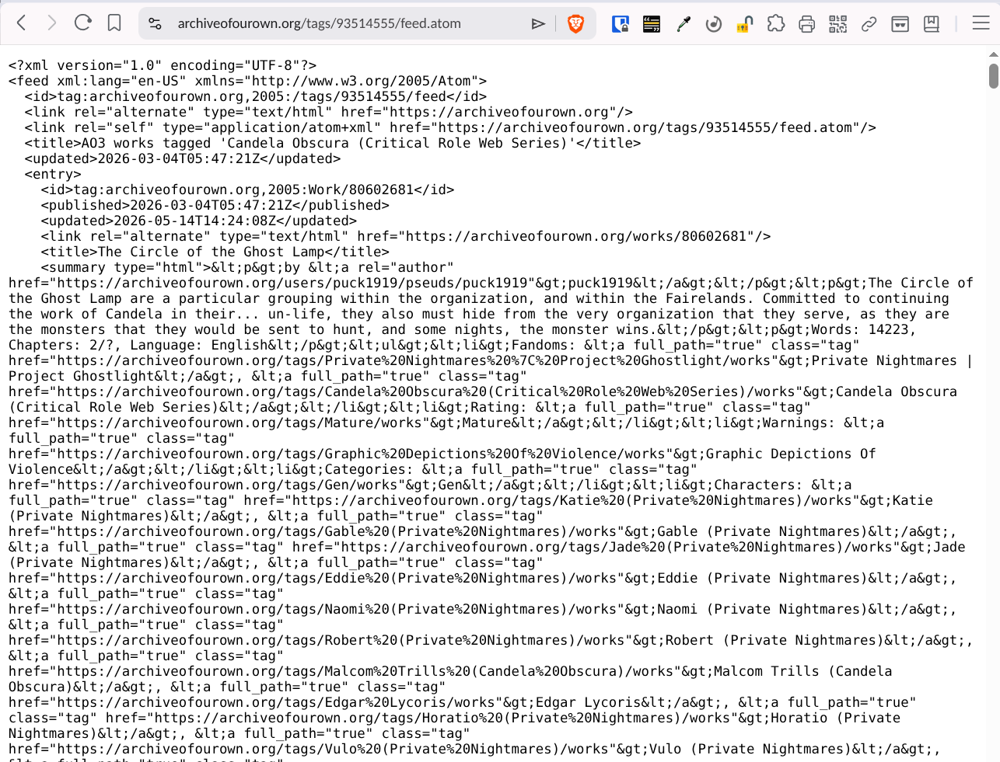 archiveofourown.org/tags/93514555/feed.atom
<?xml version="1.0" encoding="UTF-8"?>
<feed xml:lang="en-US" xmlns="http://www.w3.org/2005/Atom">
<id>tag:archiveofourown.org,2005:/tags/93514555/feed</id>
<link rel="alternate" type="text/html" href="https://archiveofourown.org"/>
<link rel="self" type="application/atom+xml" href="https://archiveofourown.org/tags/93514555/feed.atom"/>
<title>AO3 works tagged 'Candela Obscura (Critical Role Web Series)'</title>
<updated>2026-03-04T05:47:21Z</updated>
<entry>
<id>tag:archiveofourown.org,2005:Work/80602681</id>
<published>2026-03-04T05:47:21Z</published>
<updated>2026-05-14T14:24:08Z</updated>
<link rel="alternate" type="text/html" href="https://archiveofourown.org/works/80602681"/>
<title>The Circle of the Ghost Lamp</title>
<summary type="html">&lt;p&gt;by &lt;a rel="author"
href="https://archiveofourown.org/users/puck1919/pseuds/puck1919"&gt;puck1919&lt;/a&gt;&lt;/p&gt;&lt;p&gt;The Circle of
the Ghost Lamp are a particular grouping within the organization, and within the Fairelands. Committed to continuing
the work of Candela in their... un-life, they also must hide from the very organization that they serve, as they are
the monsters that they would be sent to hunt, and some nights, the monster wins.&lt;/p&gt;&lt;p&gt;Words: 14223,
Chapters: 2/?, Language: English&lt;/p&gt;&lt;ul&gt;&lt;li&gt;Fandoms: &lt;a full_path="true" class="tag"
href="https://archiveofourown.org/tags/Private%20Nightmares%20%7C%20Project%20Ghostlight/works"&gt;Private Nightmares |
Project Ghostlight&lt;/a&gt;, &lt;a full_path="true" class="tag"
href="https://archiveofourown.org/tags/Candela%20Obscura%20(Critical%20Role%20Web%20Series)/works"&gt;Candela Obscura
(Critical Role Web Series)&lt;/a&gt;&lt;/li&gt;&lt;li&gt;Rating: &lt;a full_path="true" class="tag"
href="https://archiveofourown.org/tags/Mature/works"&gt;Mature&lt;/a&gt;&lt;/li&gt;&lt;li&gt;Warnings: &lt;a
full_path="true" class="tag"
href="https://archiveofourown.org/tags/Graphic%20Depictions%20Of%20Violence/works"&gt;Graphic Depictions Of
Violence&lt;/a&gt;&lt;/li&gt;&lt;li&gt;Categories: &lt;a full_path="true" class="tag"
href="https://archiveofourown.org/tags/Gen/works"&gt;Gen&lt;/a&gt;&lt;/li&gt;&lt;li&gt;Characters: &lt;a
full_path="true" class="tag" href="https://archiveofourown.org/tags/Katie%20(Private%20Nightmares)/works"&gt;Katie
(Private Nightmares)&lt;/a&gt;, &lt;a full_path="true" class="tag"
href="https://archiveofourown.org/tags/Gable%20(Private%20Nightmares)/works"&gt;Gable (Private Nightmares)&lt;/a&gt;,
&lt;a full_path="true" class="tag" href="https://archiveofourown.org/tags/Jade%20(Private%20Nightmares)/works"&gt;Jade
(Private Nightmares)&lt;/a&gt;, &lt;a full_path="true" class="tag"
href="https://archiveofourown.org/tags/Eddie%20(Private%20Nightmares)/works"&gt;Eddie (Private Nightmares)&lt;/a&gt;,
&lt;a full_path="true" class="tag"
href="https://archiveofourown.org/tags/Naomi%20(Private%20Nightmares)/works"&gt;Naomi (Private Nightmares)&lt;/a&gt;,
&lt;a full_path="true" class="tag"
href="https://archiveofourown.org/tags/Robert%20(Private%20Nightmares)/works"&gt;Robert (Private Nightmares)&lt;/a&gt;,
&lt;a full_path="true" class="tag"
href="https://archiveofourown.org/tags/Malcom%20Trills%20(Candela%20Obscura)/works"&gt;Malcom Trills (Candela
Obscura)&lt;/a&gt;, &lt;a full_path="true" class="tag"
href="https://archiveofourown.org/tags/Edgar%20Lycoris/works"&gt;Edgar Lycoris&lt;/a&gt;, &lt;a full_path="true"
class="tag" href="https://archiveofourown.org/tags/Horatio%20(Private%20Nightmares)/works"&gt;Horatio (Private
Nightmares)&lt;/a&gt;, &lt;a full_path="true" class="tag"
href="https://archiveofourown.org/tags/Vulo%20(Private%20Nightmares)/works"&gt;Vulo (Private Nightmares)&lt;/a&gt;,